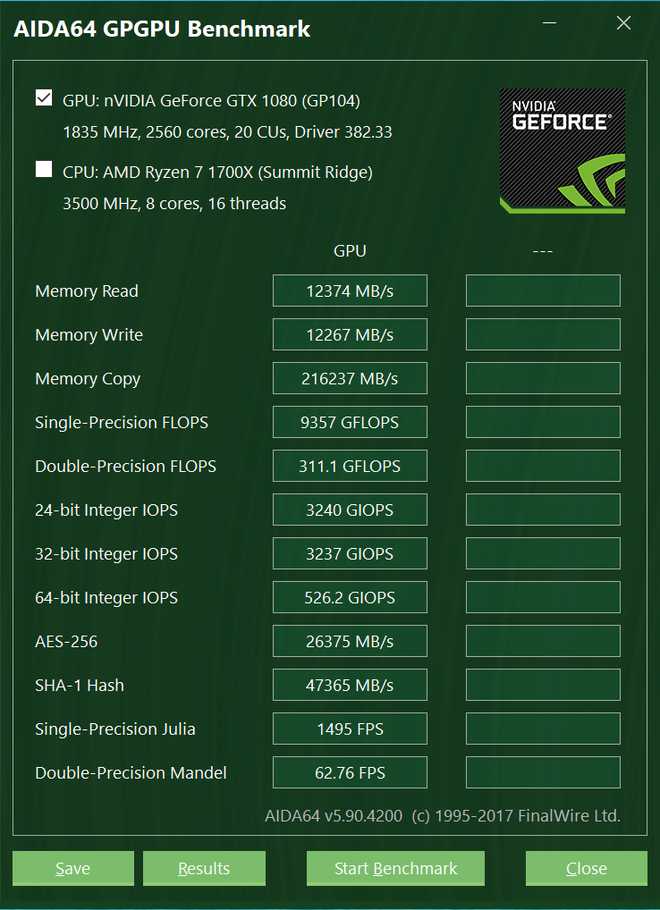 AIDA64 GPGPU Benchmark
GPU: nVIDIA GeForce GTX 1080 (GP104)
1835 MHz, 2560 cores, 20 CUs, Driver 382.33
CPU: AMD Ryzen 7 1700X (Summit Ridge)
3500 MHz, 8 cores, 16 threads
NVIDIA
GEFORCE®
GPU ---
Memory Read 12374 MB/s
Memory Write 12267 MB/s
Memory Copy 216237 MB/s
Single-Precision FLOPS 9357 GFLOPS
Double-Precision FLOPS 311.1 GFLOPS
24-bit Integer IOPS 3240 GIOPS
32-bit Integer IOPS 3237 GIOPS
64-bit Integer IOPS 526.2 GIOPS
AES-256 26375 MB/s
SHA-1 Hash 47365 MB/s
Single-Precision Julia 1495 FPS
Double-Precision Mandel 62.76 FPS
AIDA64 v5.90.4200 (c) 1995-2017 FinalWire Ltd.
Save Results Start Benchmark Close